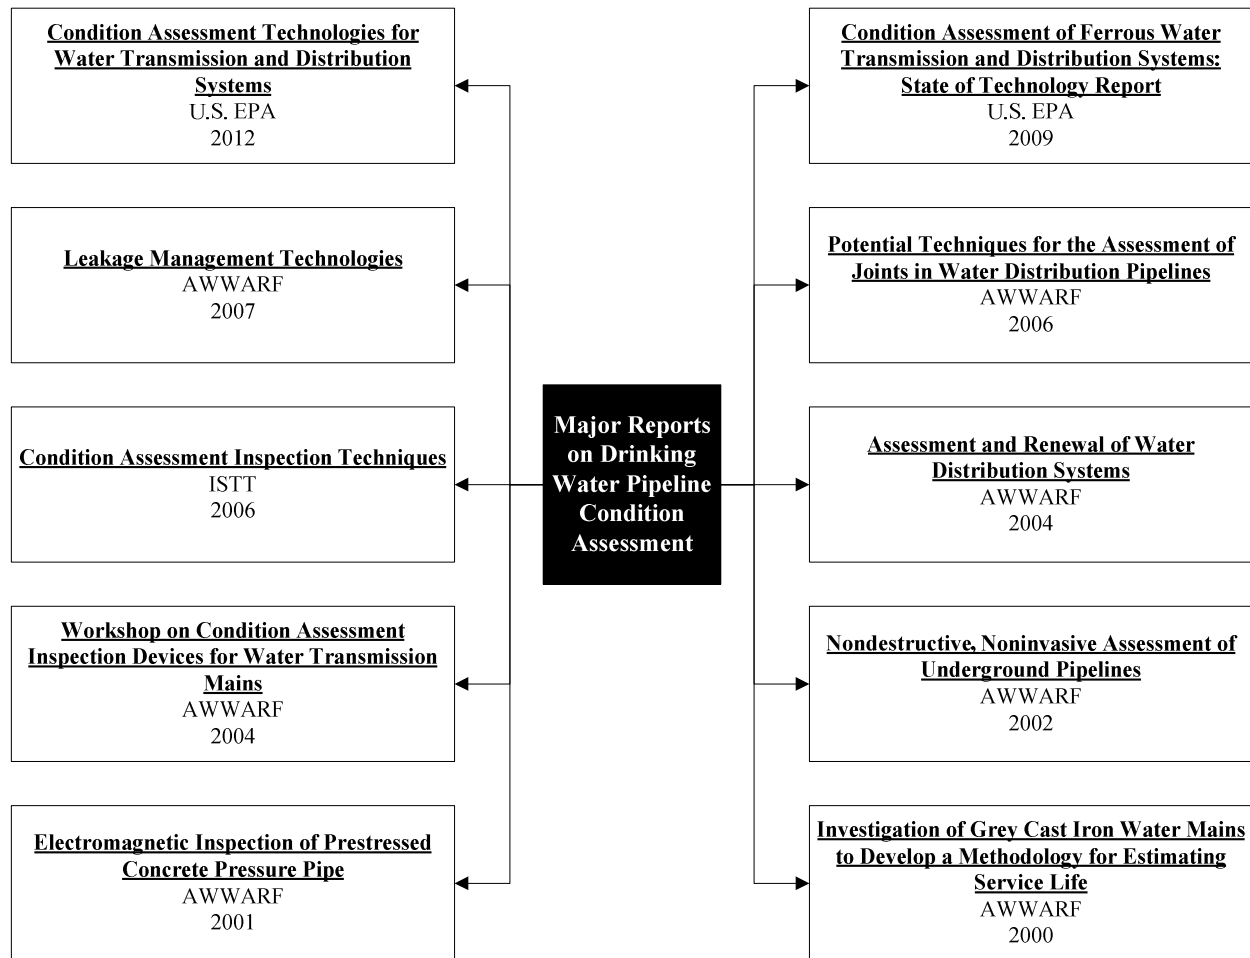 Condition Assessment Technologies for
Water Transmission and Distribution
Systems
U.S. EPA
2012
Leakage Management Technologies
AWWARF
2007
Condition Assessment Inspection Techniques
ISTT
2006
Workshop on Condition Assessment
Inspection Devices for Water Transmission
Mains
AWWARF
2004
Electromagnetic Inspection of Prestressed
Concrete Pressure Pipe
AWWARF
2001
Major Reports
on Drinking
Water Pipeline
Condition
Assessment
Condition Assessment of Ferrous Water
Transmission and Distribution Systems:
State of Technology Report
U.S. EPA
2009
Potential Techniques for the Assessment of
Joints in Water Distribution Pipelines
AWWARF
2006
Assessment and Renewal of Water
Distribution Systems
AWWARF
2004
Nondestructive, Noninvasive Assessment of
Underground Pipelines
AWWARF
2002
Investigation of Grey Cast Iron Water Mains
to Develop a Methodology for Estimating
Service Life
AWWARF
2000